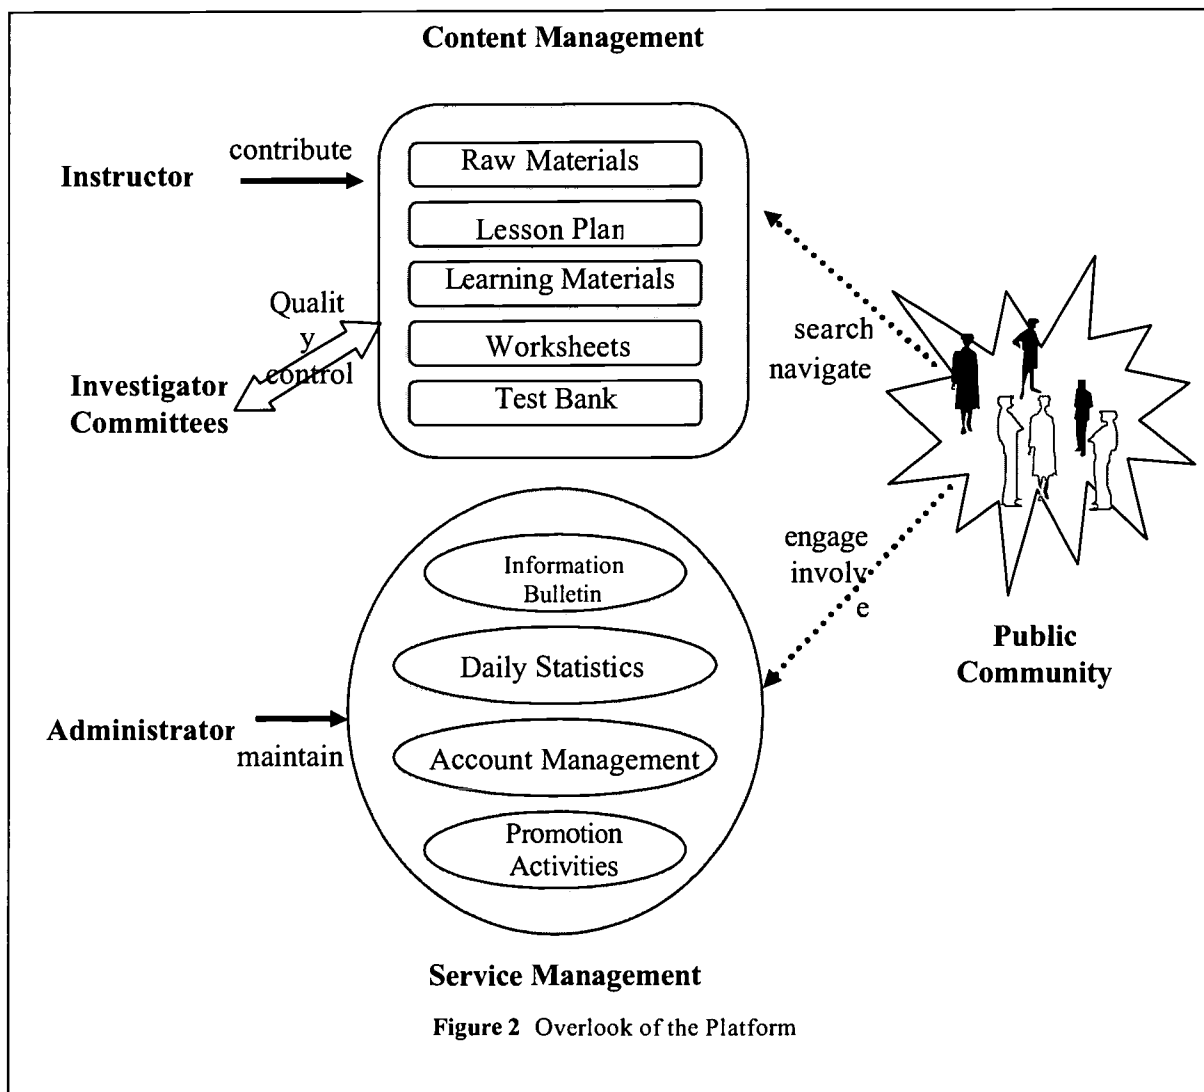 Content Management
contribute
Instructor
Raw Materials
Lesson Plan
Learning Materials
Worksheets
Test Bank
Qualit
y
control
Investigator
Committees
search
navigate
engage
involv
e
Public
Community
Information
Bulletin
Daily Statistics
Account Management
Promotion
Activities
Administrator
maintain
Service Management
Figure 2 Overlook of the Platform